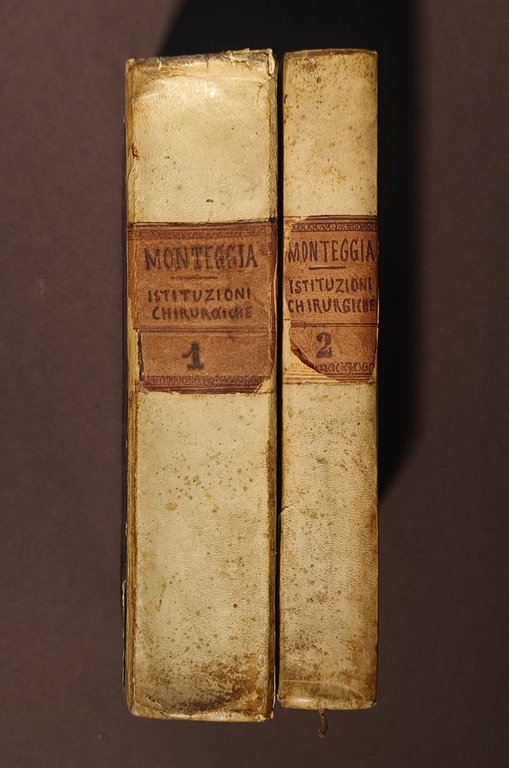 MONTEGGIA
ISTITUZIONI
CHIRURGICHE
1
MONTEGGIA
ISTITUZIONI
CHIRURGICHE
2